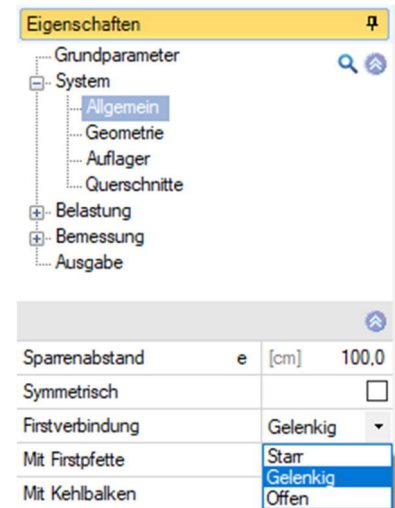 Eigenschaften
Grundparameter
System
Allgemein
Geometrie
Auflager
Querschnitte
Belastung
Bemessung
Ausgabe
Sparrenabstand e [cm] 100,0
Symmetrisch
Firstverbindung Gelenkig
Mit Firstpfette Starr
Gelenkig
Mit Kehlbalken Offen